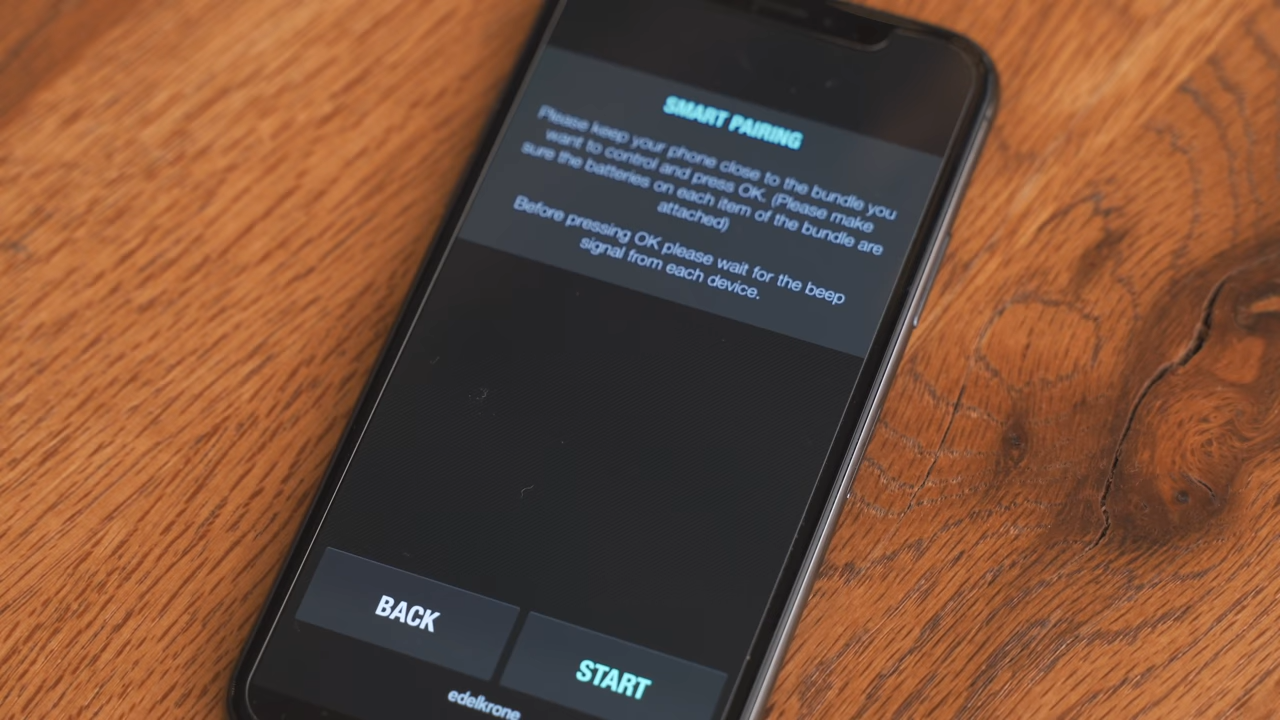 SMART PAIRING
Please keep your phone close to the bundle you
want to control and press OK. (Please make
sure the batteries on each item of the bundle are
attached)
Before pressing OK please wait for the beep
signal from each device.
BACK
START
edelkrone